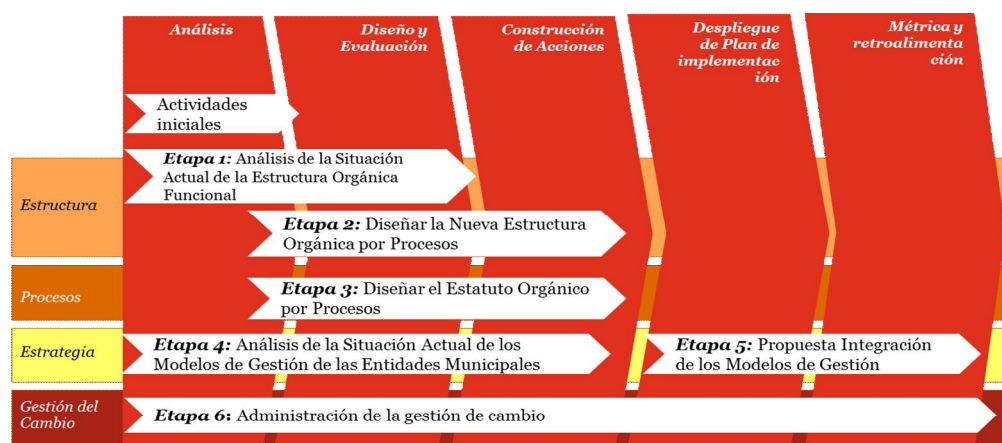 Análisis
Diseño y
Evaluación
Construcción
de Acciones
Despliegue
de Plan de
implementac
ión
Métrica y
retroalimenta
ción
Actividades
iniciales
Estructura
Etapa 1: Análisis de la Situación
Actual de la Estructura Orgánica
Funcional
Etapa 2: Diseñar la Nueva Estructura
Orgánica por Procesos
Procesos
Etapa 3: Diseñar el Estatuto Orgánico
por Procesos
Estrategia
Etapa 4: Análisis de la Situación Actual de los
Modelos de Gestión de las Entidades Municipales
Etapa 5: Propuesta Integración
de los Modelos de Gestión
Gestión del
Cambio
Etapa 6: Administración de la gestión de cambio